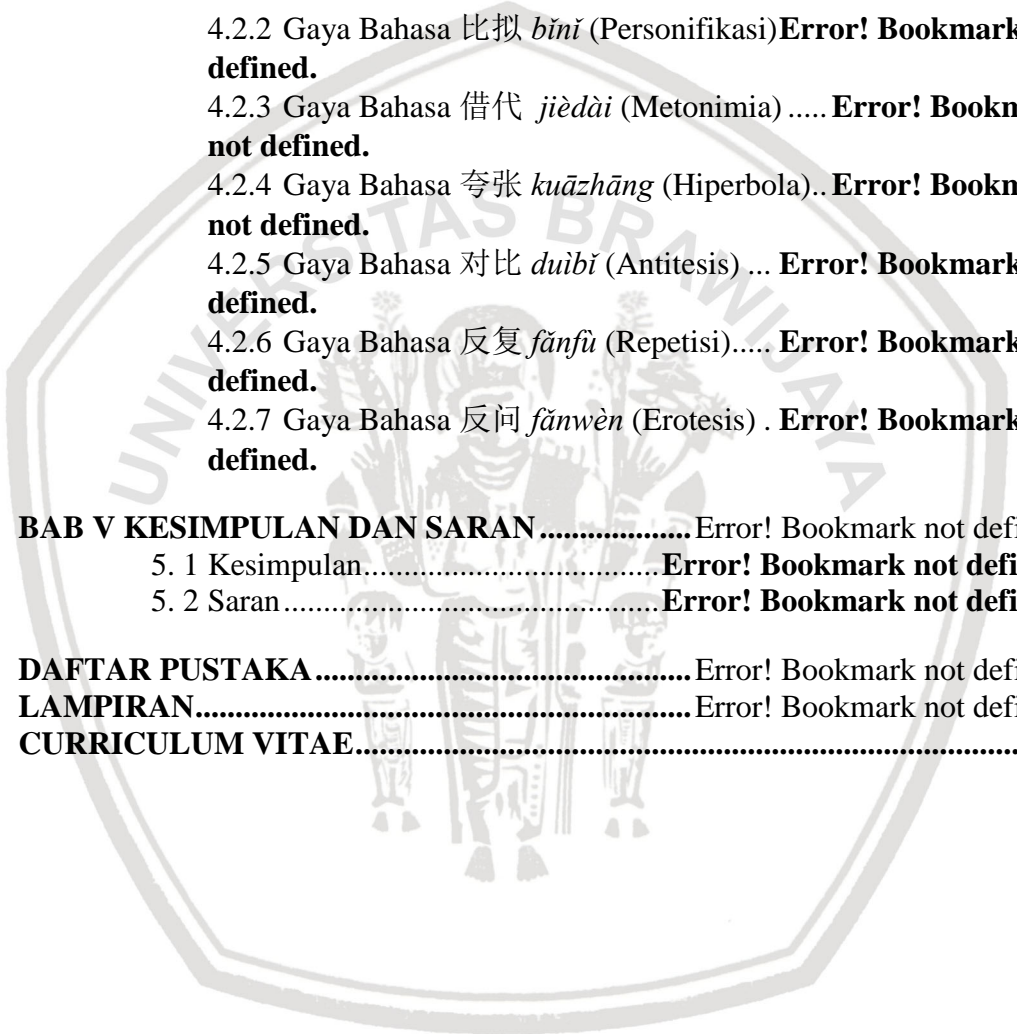 4.2.2 Gaya Bahasa 比拟 bǐnǐ (Personifikasi)Error! Bookmark
defined.
4.2.3 Gaya Bahasa 借代 jièdài (Metonimia) ..... Error! Bookm
not defined.
4.2.4 Gaya Bahasa 夸张 kuāzhāng (Hiperbola).. Error! Bookm
not defined.
4.2.5 Gaya Bahasa 对比 duìbǐ (Antitesis) ... Error! Bookmark
defined.
4.2.6 Gaya Bahasa 反复 fǎnfù (Repetisi)..... Error! Bookmark
defined.
4.2.7 Gaya Bahasa 反问 fǎnwèn (Erotesis) . Error! Bookmark
defined.
BAB V KESIMPULAN DAN SARAN................... Error! Bookmark not defi
5. 1 Kesimpulan..................................... Error! Bookmark not defi
5. 2 Saran............................................... Error! Bookmark not defi
DAFTAR PUSTAKA............................................... Error! Bookmark not defi
LAMPIRAN.............................................................. Error! Bookmark not defi
CURRICULUM VITAE...................................................................................
UNIVERSITAS BRAWIJAYA